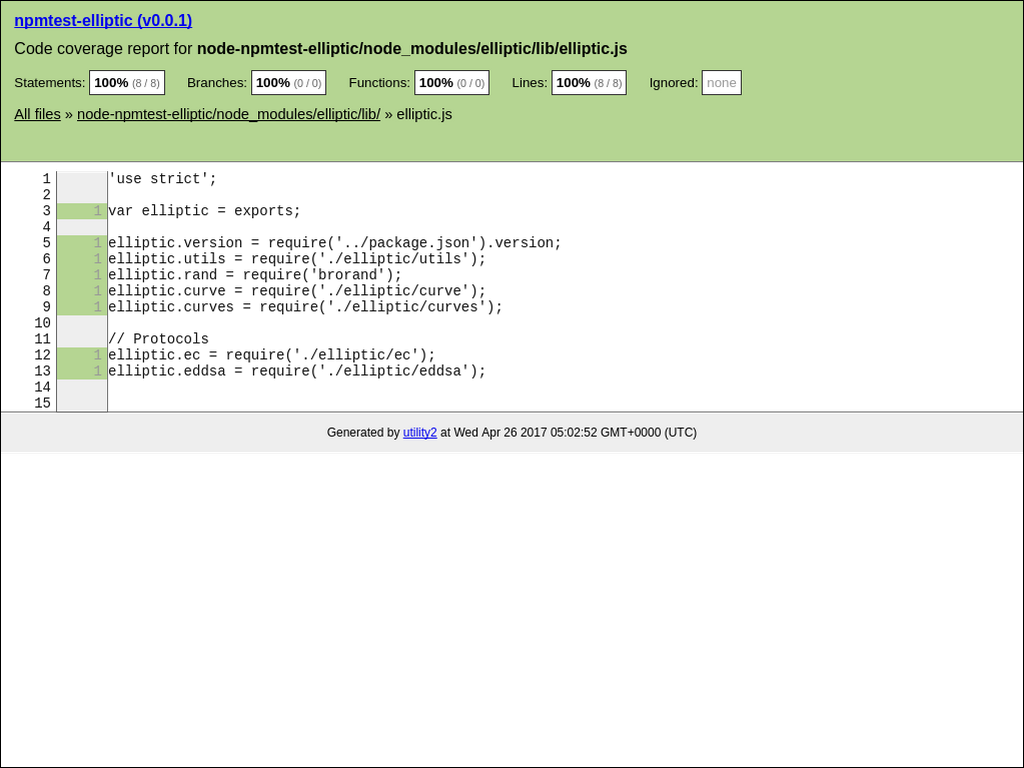 npmtest-elliptic (v0.0.1)
Code coverage report for node-npmtest-elliptic/node_modules/elliptic/lib/elliptic.js
Statements: 100% (8 / 8) Branches: 100% (0 / 0) Functions: 100% (0 / 0) Lines: 100% (8 / 8) Ignored: none
All files » node-npmtest-elliptic/node_modules/elliptic/lib/ » elliptic.js
1 'use strict';
2
3 1 var elliptic = exports;
4
5 1 elliptic.version = require('../package.json').version;
6 1 elliptic.utils = require('./elliptic/utils');
7 1 elliptic.rand = require('brorand');
8 1 elliptic.curve = require('./elliptic/curve');
9 1 elliptic.curves = require('./elliptic/curves');
10
11 // Protocols
12 1 elliptic.ec = require('./elliptic/ec');
13 1 elliptic.eddsa = require('./elliptic/eddsa');
14
15
Generated by utility2 at Wed Apr 26 2017 05:02:52 GMT+0000 (UTC)